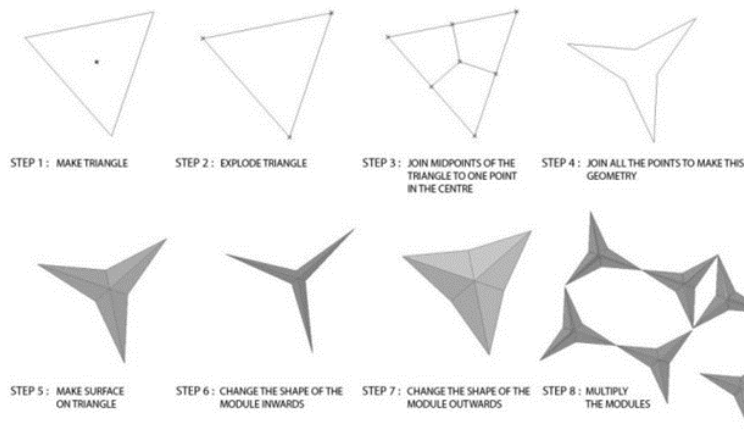 STEP 1 : MAKE TRIANGLE
STEP 2 : EXPLODE TRIANGLE
STEP 3 : JOIN MIDPOINTS OF THE
TRIANGLE TO ONE POINT
IN THE CENTRE
STEP 4 : JOIN ALL THE POINTS TO MAKE THIS
GEOMETRY
STEP 5 : MAKE SURFACE
ON TRIANGLE
STEP 6 : CHANGE THE SHAPE OF THE
MODULE INWARDS
STEP 7 : CHANGE THE SHAPE OF THE
MODULE OUTWARDS
STEP 8 : MULTIPLY
THE MODULES